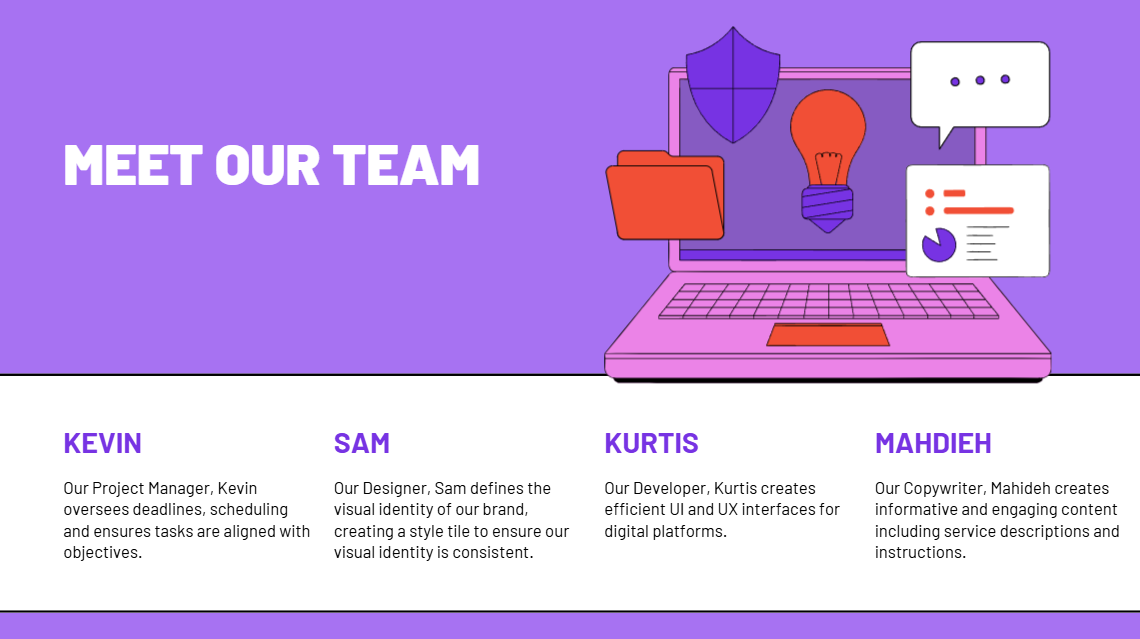 MEET OUR TEAM
KEVIN
Our Project Manager, Kevin
oversees deadlines, scheduling
and ensures tasks are aligned with
objectives.
SAM
Our Designer, Sam defines the
visual identity of our brand,
creating a style tile to ensure our
visual identity is consistent.
KURTIS
Our Developer, Kurtis creates
efficient UI and UX interfaces for
digital platforms.
MAHDIEH
Our Copywriter, Mahideh creates
informative and engaging content
including service descriptions and
instructions.